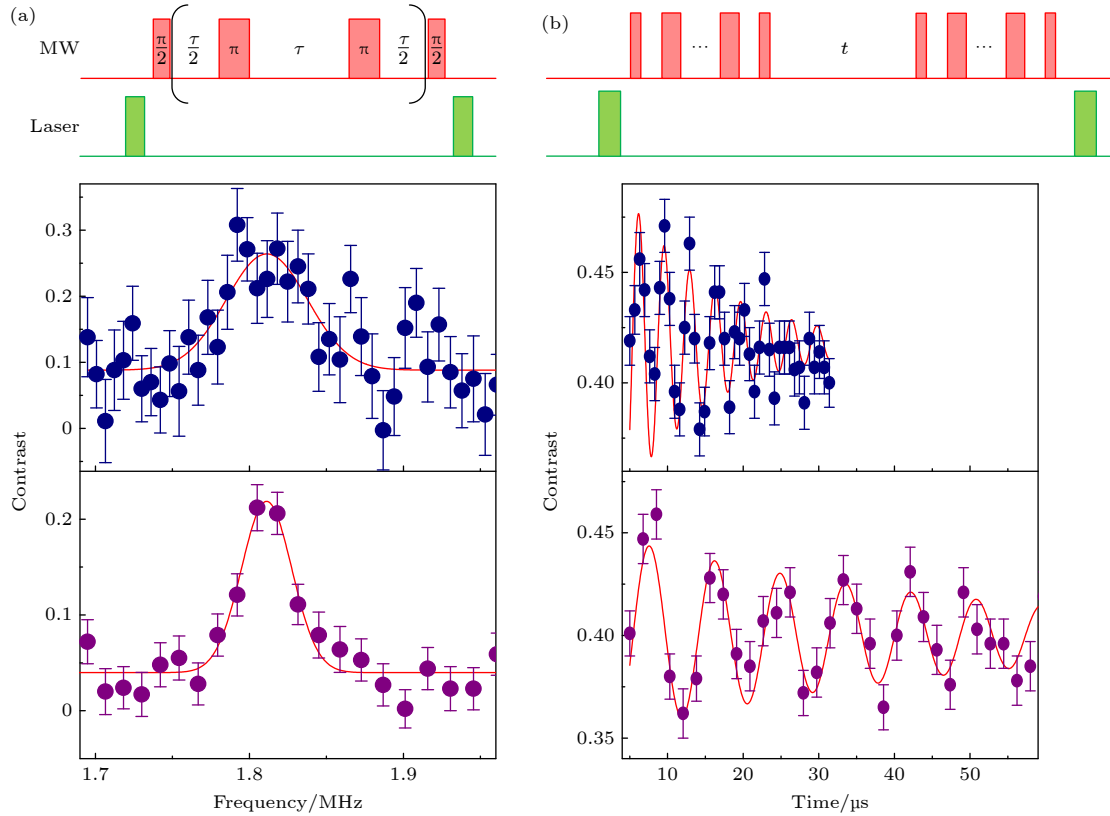 (a)
MW
π/2
τ/2
π
τ
π
τ/2
π/2
Laser
(b)
...
t
...
Contrast
0.3
0.2
0.1
0
0.2
0.1
0
1.7
1.8
1.9
Frequency/MHz
Contrast
0.45
0.40
0.45
0.40
0.35
10
20
30
40
50
Time/µs